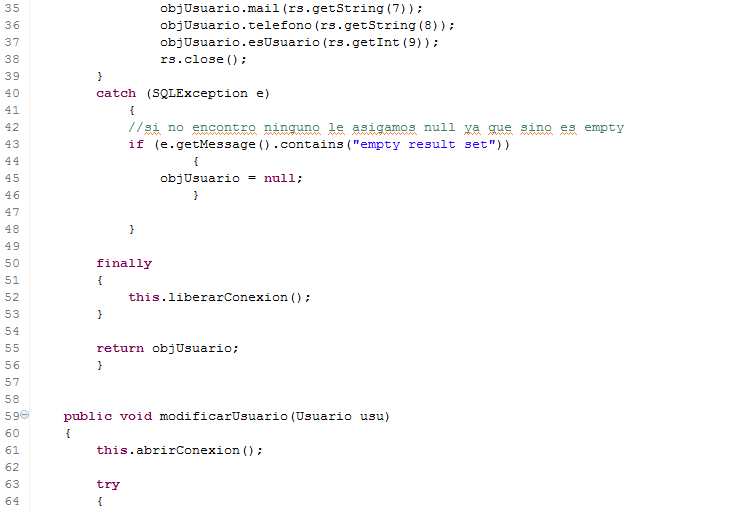 35 objUsuario.mail(rs.getString(7));
36 objUsuario.telefono(rs.getString(8));
37 objUsuario.esUsuario(rs.getInt(9));
38 rs.close();
39 }
40 catch (SQLException e)
41 {
42 //si no encontro ninguno le asigamos null ya que sino es empty
43 if (e.getMessage().contains("empty result set"))
44 {
45 objUsuario = null;
46 }
47
48 }
49
50 finally
51 {
52 this.liberarConexion();
53 }
54
55 return objUsuario;
56 }
57
58
59 public void modificarUsuario(Usuario usu)
60 {
61 this.abrirConexion();
62
63 try
64 {